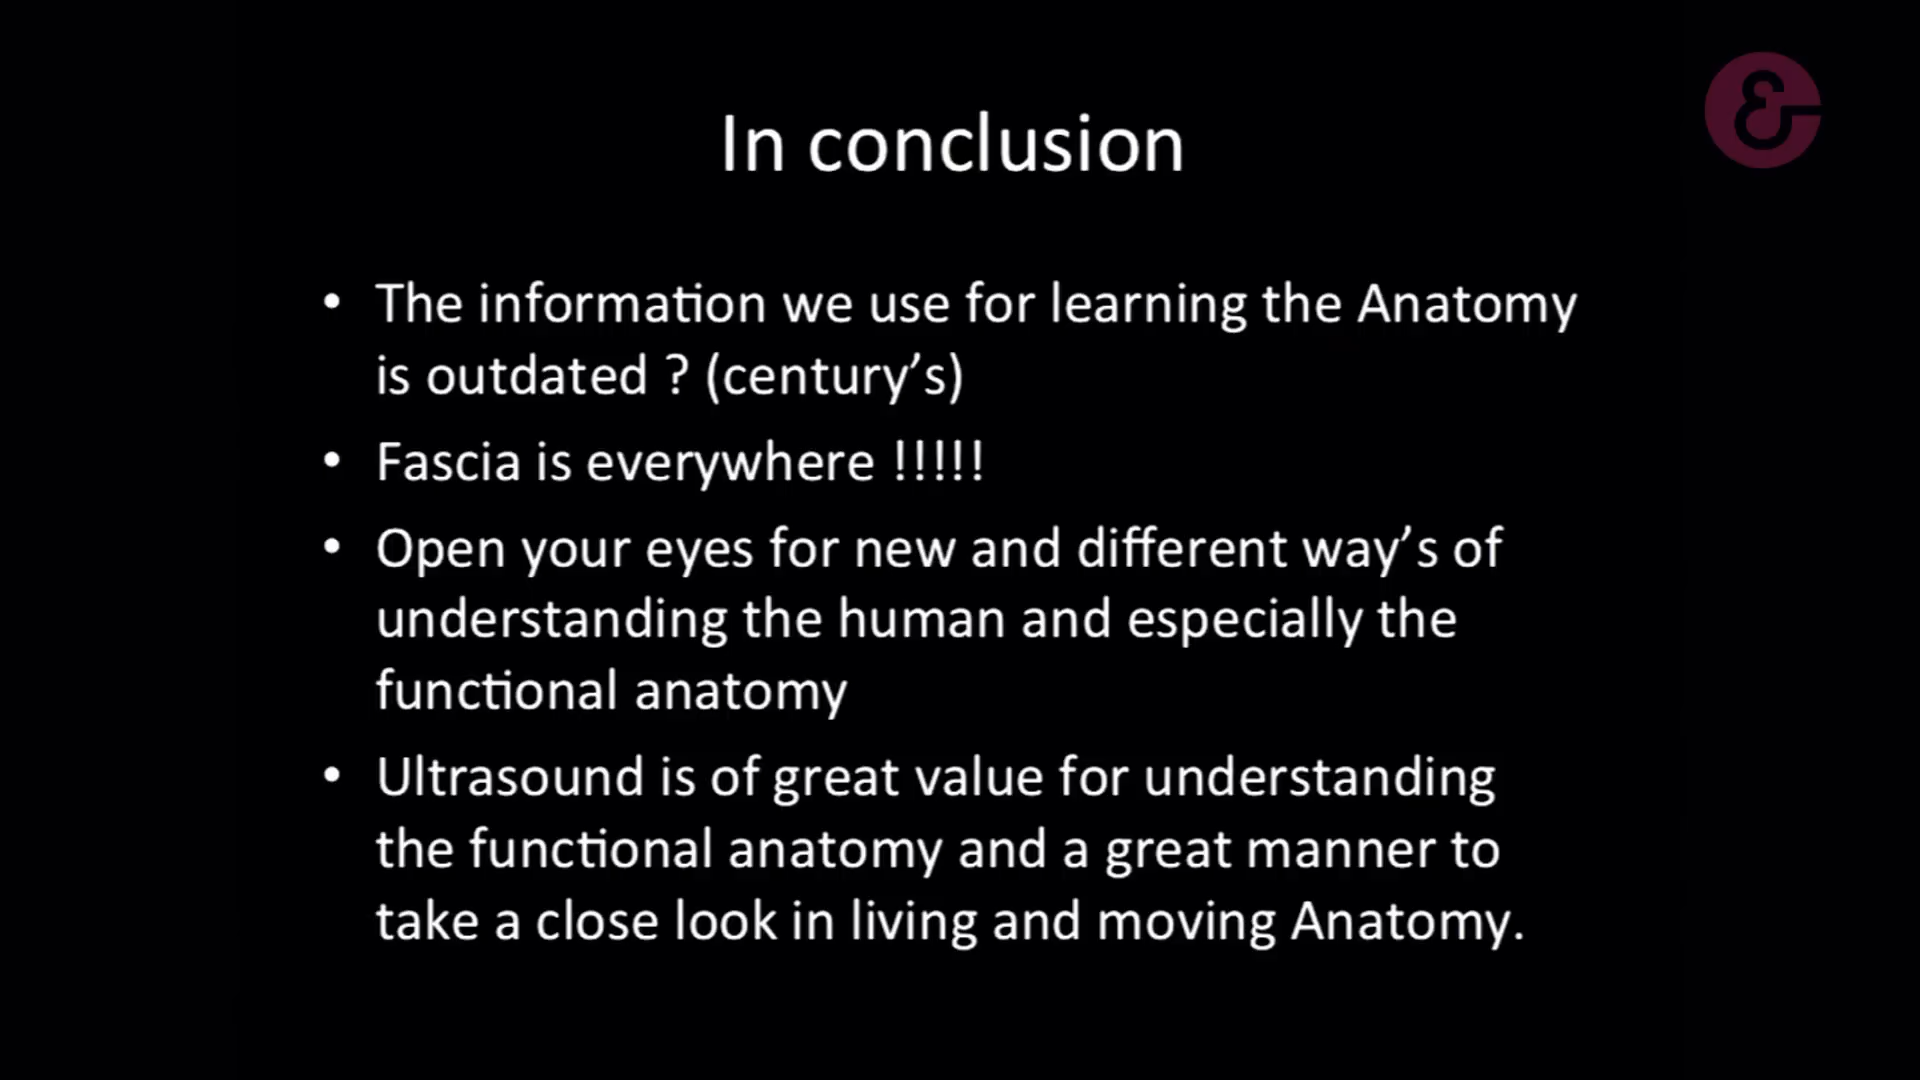 &
In conclusion
• The information we use for learning the Anatomy
is outdated ? (century’s)
• Fascia is everywhere !!!!!
• Open your eyes for new and different way’s of
understanding the human and especially the
functional anatomy
• Ultrasound is of great value for understanding
the functional anatomy and a great manner to
take a close look in living and moving Anatomy.